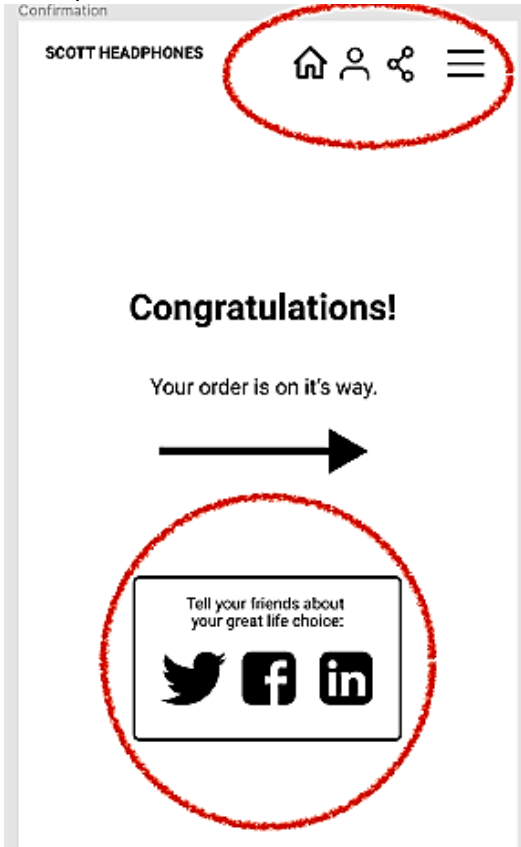 Confirmation
SCOTT HEADPHONES
Congratulations!
Your order is on it's way.
Tell your friends about
your great life choice: